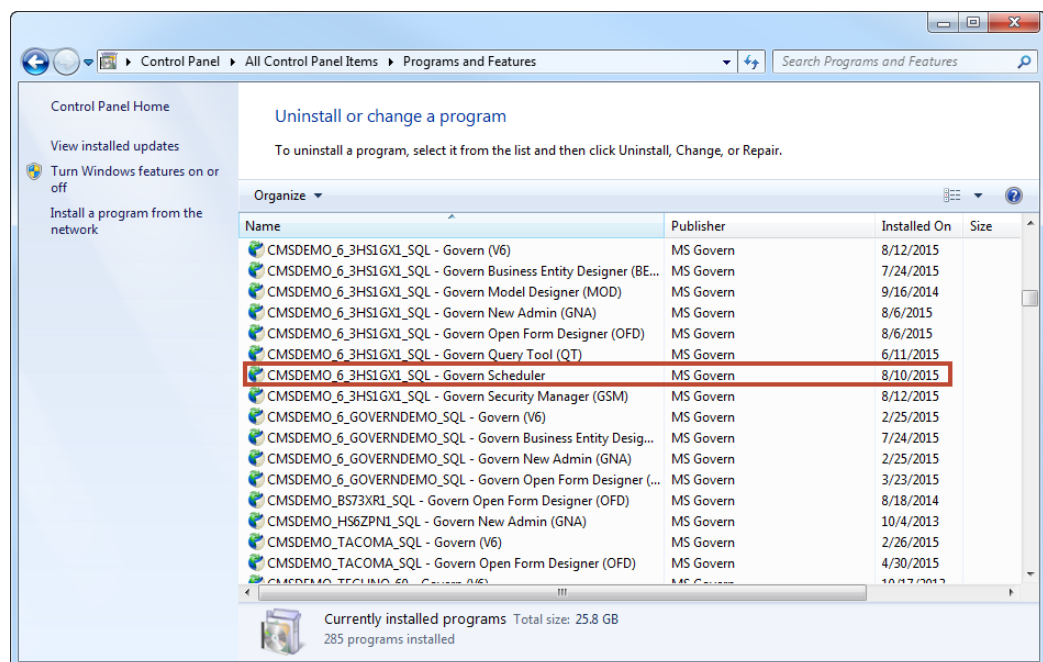 Control Panel All Control Panel Items Programs and Features Search Programs and Features
Control Panel Home
View installed updates
Turn Windows features on or
off
Install a program from the
network
Uninstall or change a program
To uninstall a program, select it from the list and then click Uninstall, Change, or Repair.
Organize
Name Publisher Installed On Size
CMSDEMO_6_3HS1GX1_SQL - Govern (V6) MS Govern 8/12/2015
CMSDEMO_6_3HS1GX1_SQL - Govern Business Entity Designer (BE... MS Govern 7/24/2015
CMSDEMO_6_3HS1GX1_SQL - Govern Model Designer (MOD) MS Govern 9/16/2014
CMSDEMO_6_3HS1GX1_SQL - Govern New Admin (GNA) MS Govern 8/6/2015
CMSDEMO_6_3HS1GX1_SQL - Govern Open Form Designer (OFD) MS Govern 8/6/2015
CMSDEMO_6_3HS1GX1_SQL - Govern Query Tool (QT) MS Govern 6/11/2015
CMSDEMO_6_3HS1GX1_SQL - Govern Scheduler MS Govern 8/10/2015
CMSDEMO_6_3HS1GX1_SQL - Govern Security Manager (GSM) MS Govern 8/12/2015
CMSDEMO_6_GOVERNDEMO_SQL - Govern (V6) MS Govern 2/25/2015
CMSDEMO_6_GOVERNDEMO_SQL - Govern Business Entity Desig... MS Govern 7/24/2015
CMSDEMO_6_GOVERNDEMO_SQL - Govern New Admin (GNA) MS Govern 2/25/2015
CMSDEMO_6_GOVERNDEMO_SQL - Govern Open Form Designer (... MS Govern 3/23/2015
CMSDEMO_BS73XR1_SQL - Govern Open Form Designer (OFD) MS Govern 8/18/2014
CMSDEMO_HS6ZPN1_SQL - Govern New Admin (GNA) MS Govern 10/4/2013
CMSDEMO_TACOMA_SQL - Govern (V6) MS Govern 2/26/2015
CMSDEMO_TACOMA_SQL - Govern Open Form Designer (OFD) MS Govern 4/30/2015
Currently installed programs Total size: 25.8 GB
285 programs installed